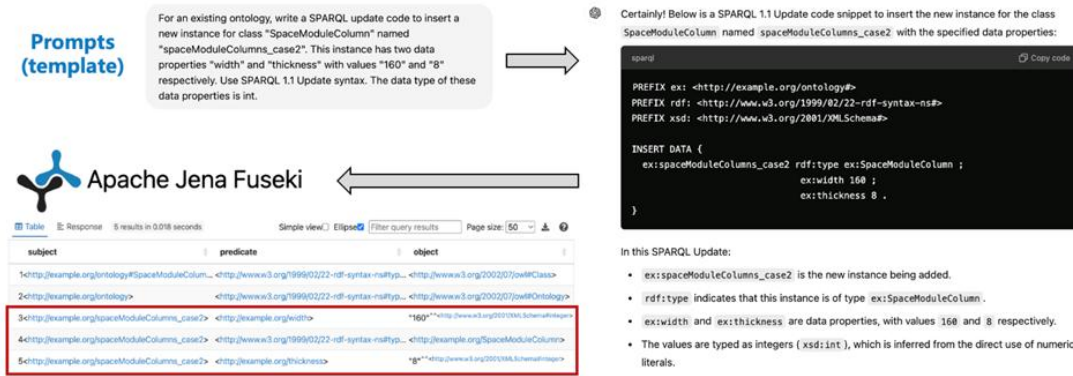 Prompts
(template)
For an existing ontology, write a SPARQL update code to insert a
new instance for class "SpaceModuleColumn" named
"spaceModuleColumns_case2". This instance has two data
properties "width" and "thickness" with values "160" and "8"
respectively. Use SPARQL 1.1 Update syntax. The data type of these
data properties is int.
Certainly! Below is a SPARQL 1.1 Update code snippet to insert the new instance for the class
SpaceModuleColumn named spaceModuleColumns_case2 with the specified data properties:
sparql Copy code
PREFIX ex: <http://example.org/ontology#>
PREFIX rdf: <http://www.w3.org/1999/02/22-rdf-syntax-ns#>
PREFIX xsd: <http://www.w3.org/2001/XMLSchema#>
INSERT DATA {
ex:spaceModuleColumns_case2 rdf:type ex:SpaceModuleColumn ;
ex:width 160 ;
ex:thickness 8 .
}
In this SPARQL Update:
• ex:spaceModuleColumns_case2 is the new instance being added.
• rdf:type indicates that this instance is of type ex:SpaceModuleColumn .
• ex:width and ex:thickness are data properties, with values 160 and 8 respectively.
• The values are typed as integers ( xsd:int ), which is inferred from the direct use of numeric
literals.
Apache Jena Fuseki
Table Response 5 results in 0.018 seconds Simple view Ellipse Filter query results Page size: 50
subject predicate object
1 <http://example.org/ontology#SpaceModuleColum... <http://www.w3.org/1999/02/22-rdf-syntax-ns#typ... <http://www.w3.org/2002/07/owl#Class>
2 <http://example.org/ontology> <http://www.w3.org/1999/02/22-rdf-syntax-ns#typ... <http://www.w3.org/2002/07/owl#Ontology>
3 <http://example.org/spaceModuleColumns_case2> <http://example.org/width> "160"^^<http://www.w3.org/2001/XMLSchema#integer>
4 <http://example.org/spaceModuleColumns_case2> <http://www.w3.org/1999/02/22-rdf-syntax-ns#typ... <http://example.org/SpaceModuleColumn>
5 <http://example.org/spaceModuleColumns_case2> <http://example.org/thickness> "8"^^<http://www.w3.org/2001/XMLSchema#integer>